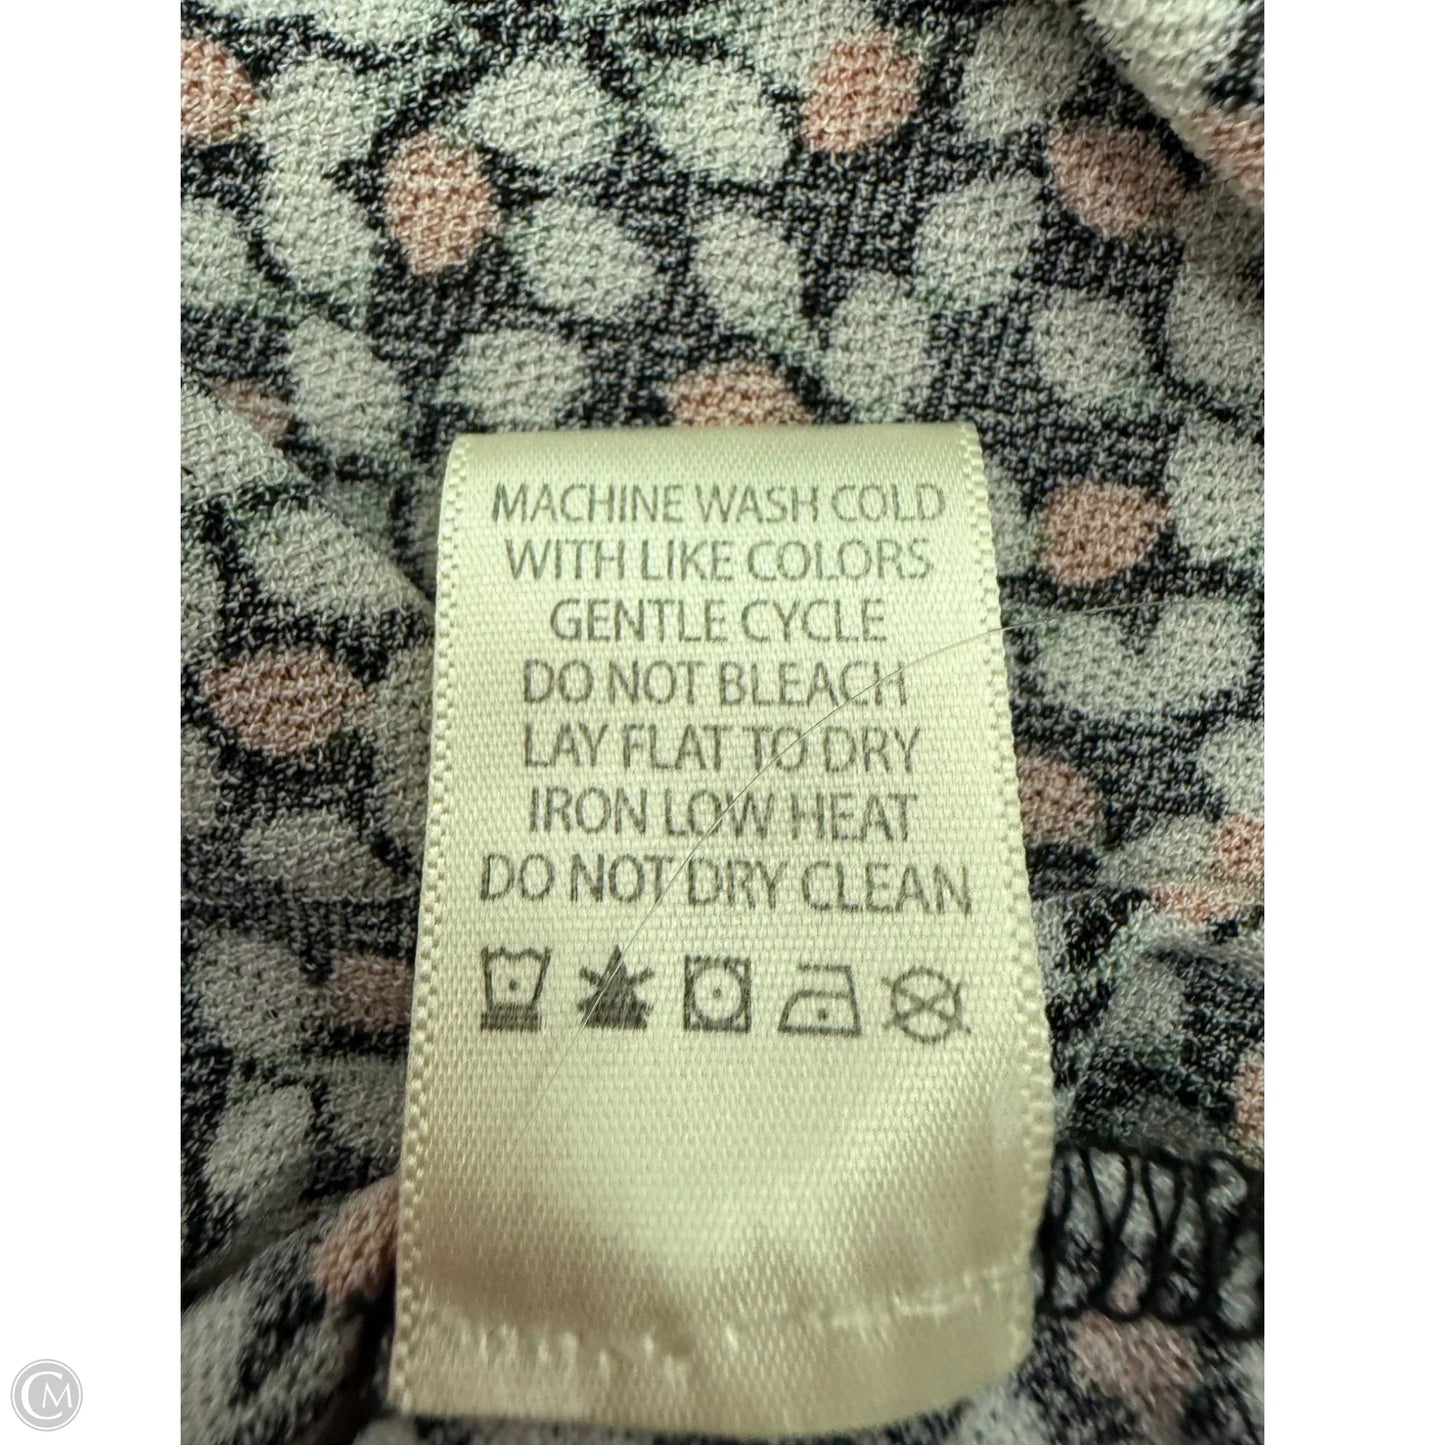 MACHINE WASH COLD
WITH LIKE COLORS
GENTLE CYCLE
DO NOT BLEACH
LAY FLAT TO DRY
IRON LOW HEAT
DO NOT DRY CLEAN
CM